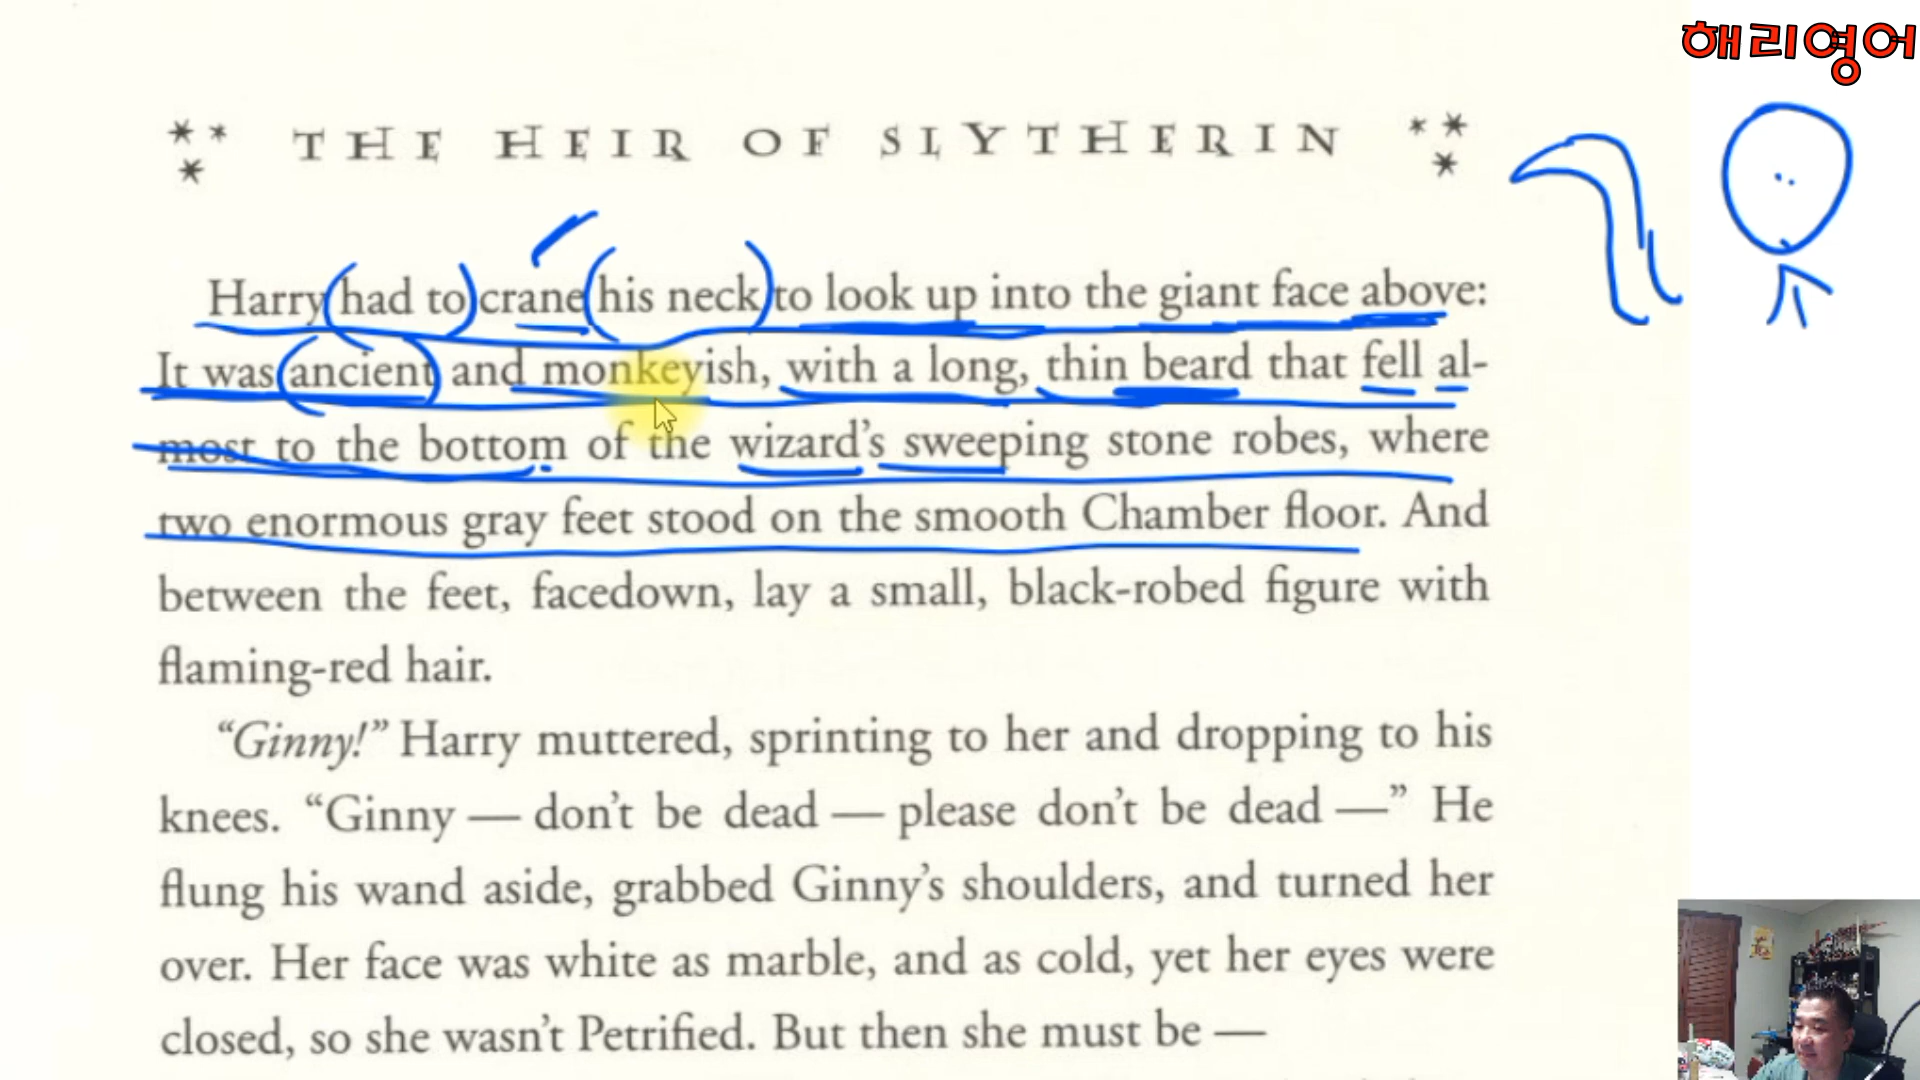 해리영어
THE HEIR OF SLYTHERIN
Harry had to crane his neck to look up into the giant face above:
It was ancient and monkeyish, with a long, thin beard that fell al-
most to the bottom of the wizard’s sweeping stone robes, where
two enormous gray feet stood on the smooth Chamber floor. And
between the feet, facedown, lay a small, black-robed figure with
flaming-red hair.
“Ginny!” Harry muttered, sprinting to her and dropping to his
knees. “Ginny — don’t be dead — please don’t be dead —” He
flung his wand aside, grabbed Ginny’s shoulders, and turned her
over. Her face was white as marble, and as cold, yet her eyes were
closed, so she wasn’t Petrified. But then she must be —